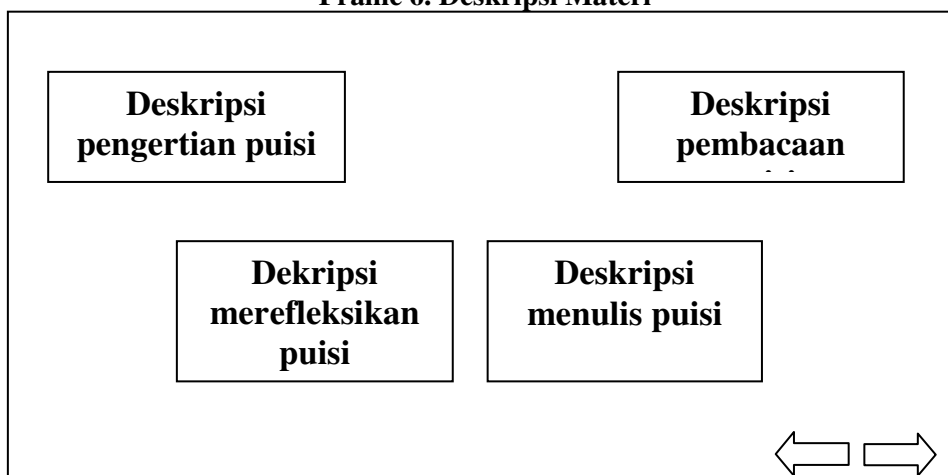 Frame 6. Deskripsi Materi
Deskripsi
pengertian puisi
Deskripsi
pembacaan
Dekripsi
merefleksikan
puisi
Deskripsi
menulis puisi